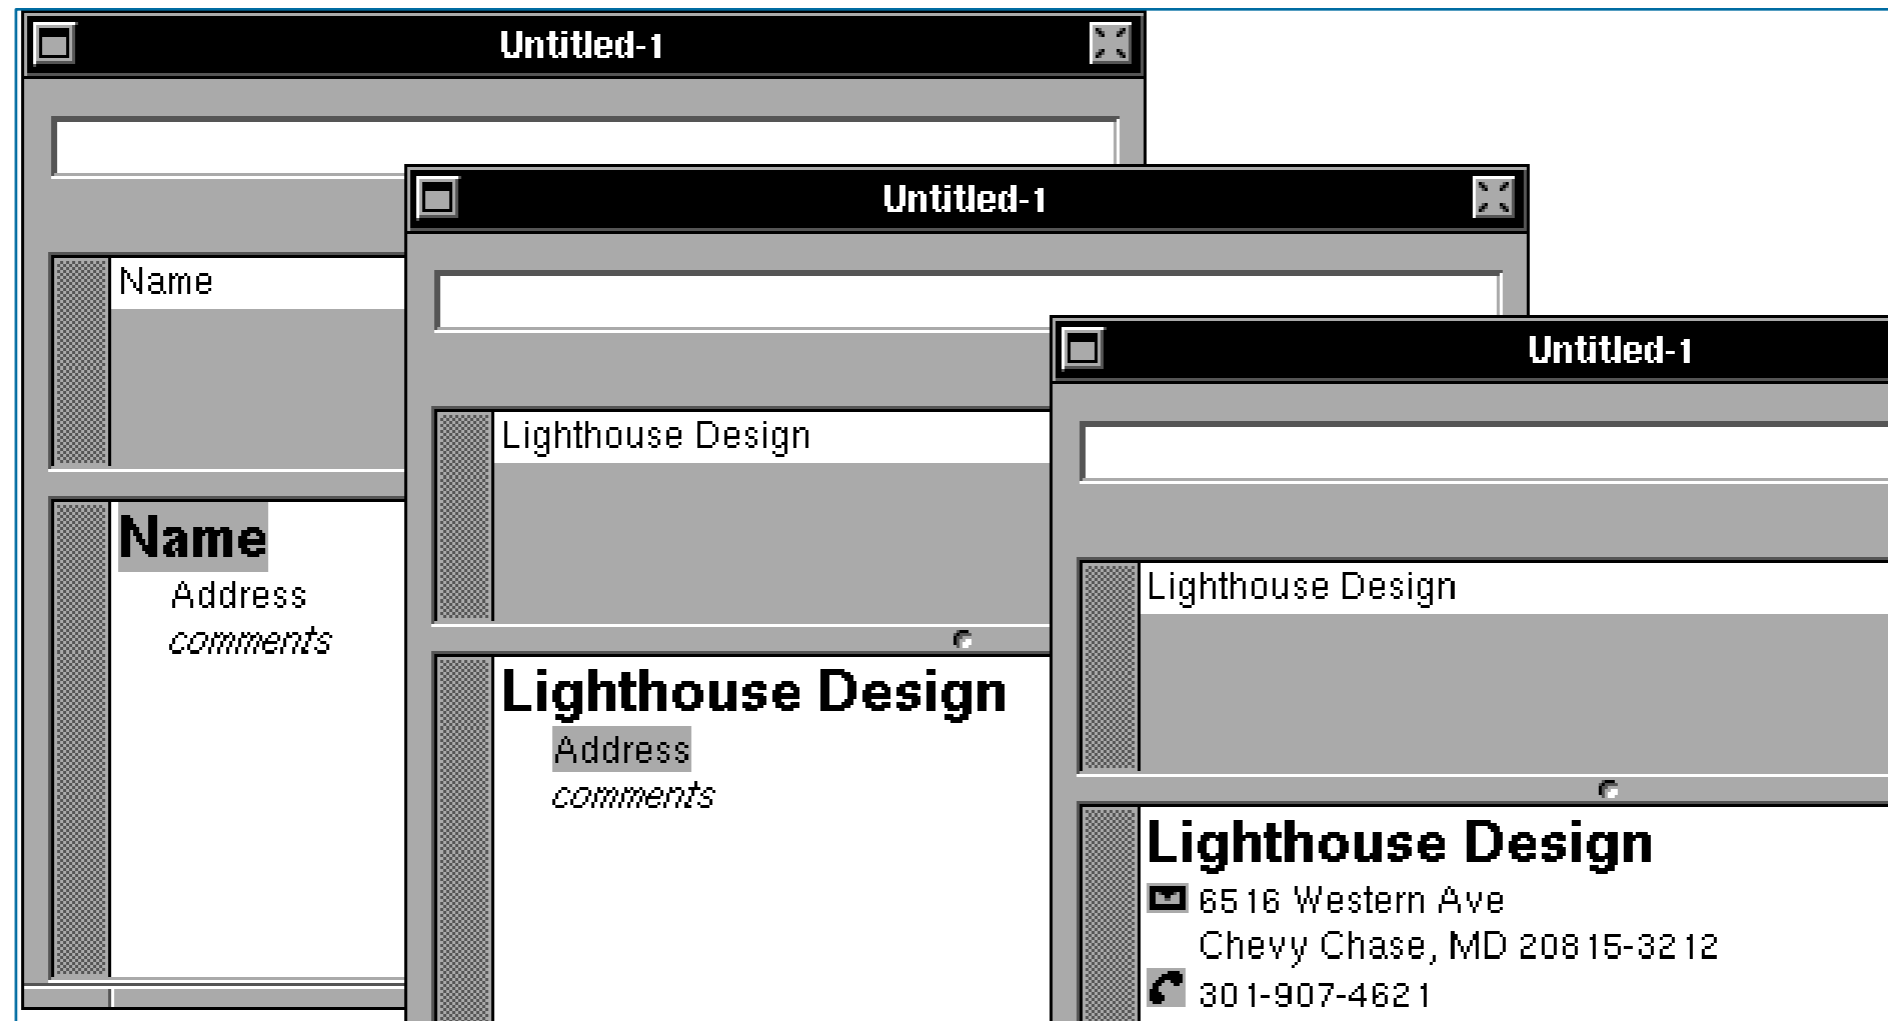 Untitled-1
Name
Name
Address
comments
Untitled-1
Lighthouse Design
Lighthouse Design
Address
comments
Untitled-1
Lighthouse Design
Lighthouse Design
6516 Western Ave
Chevy Chase, MD 20815-3212
301-907-4621